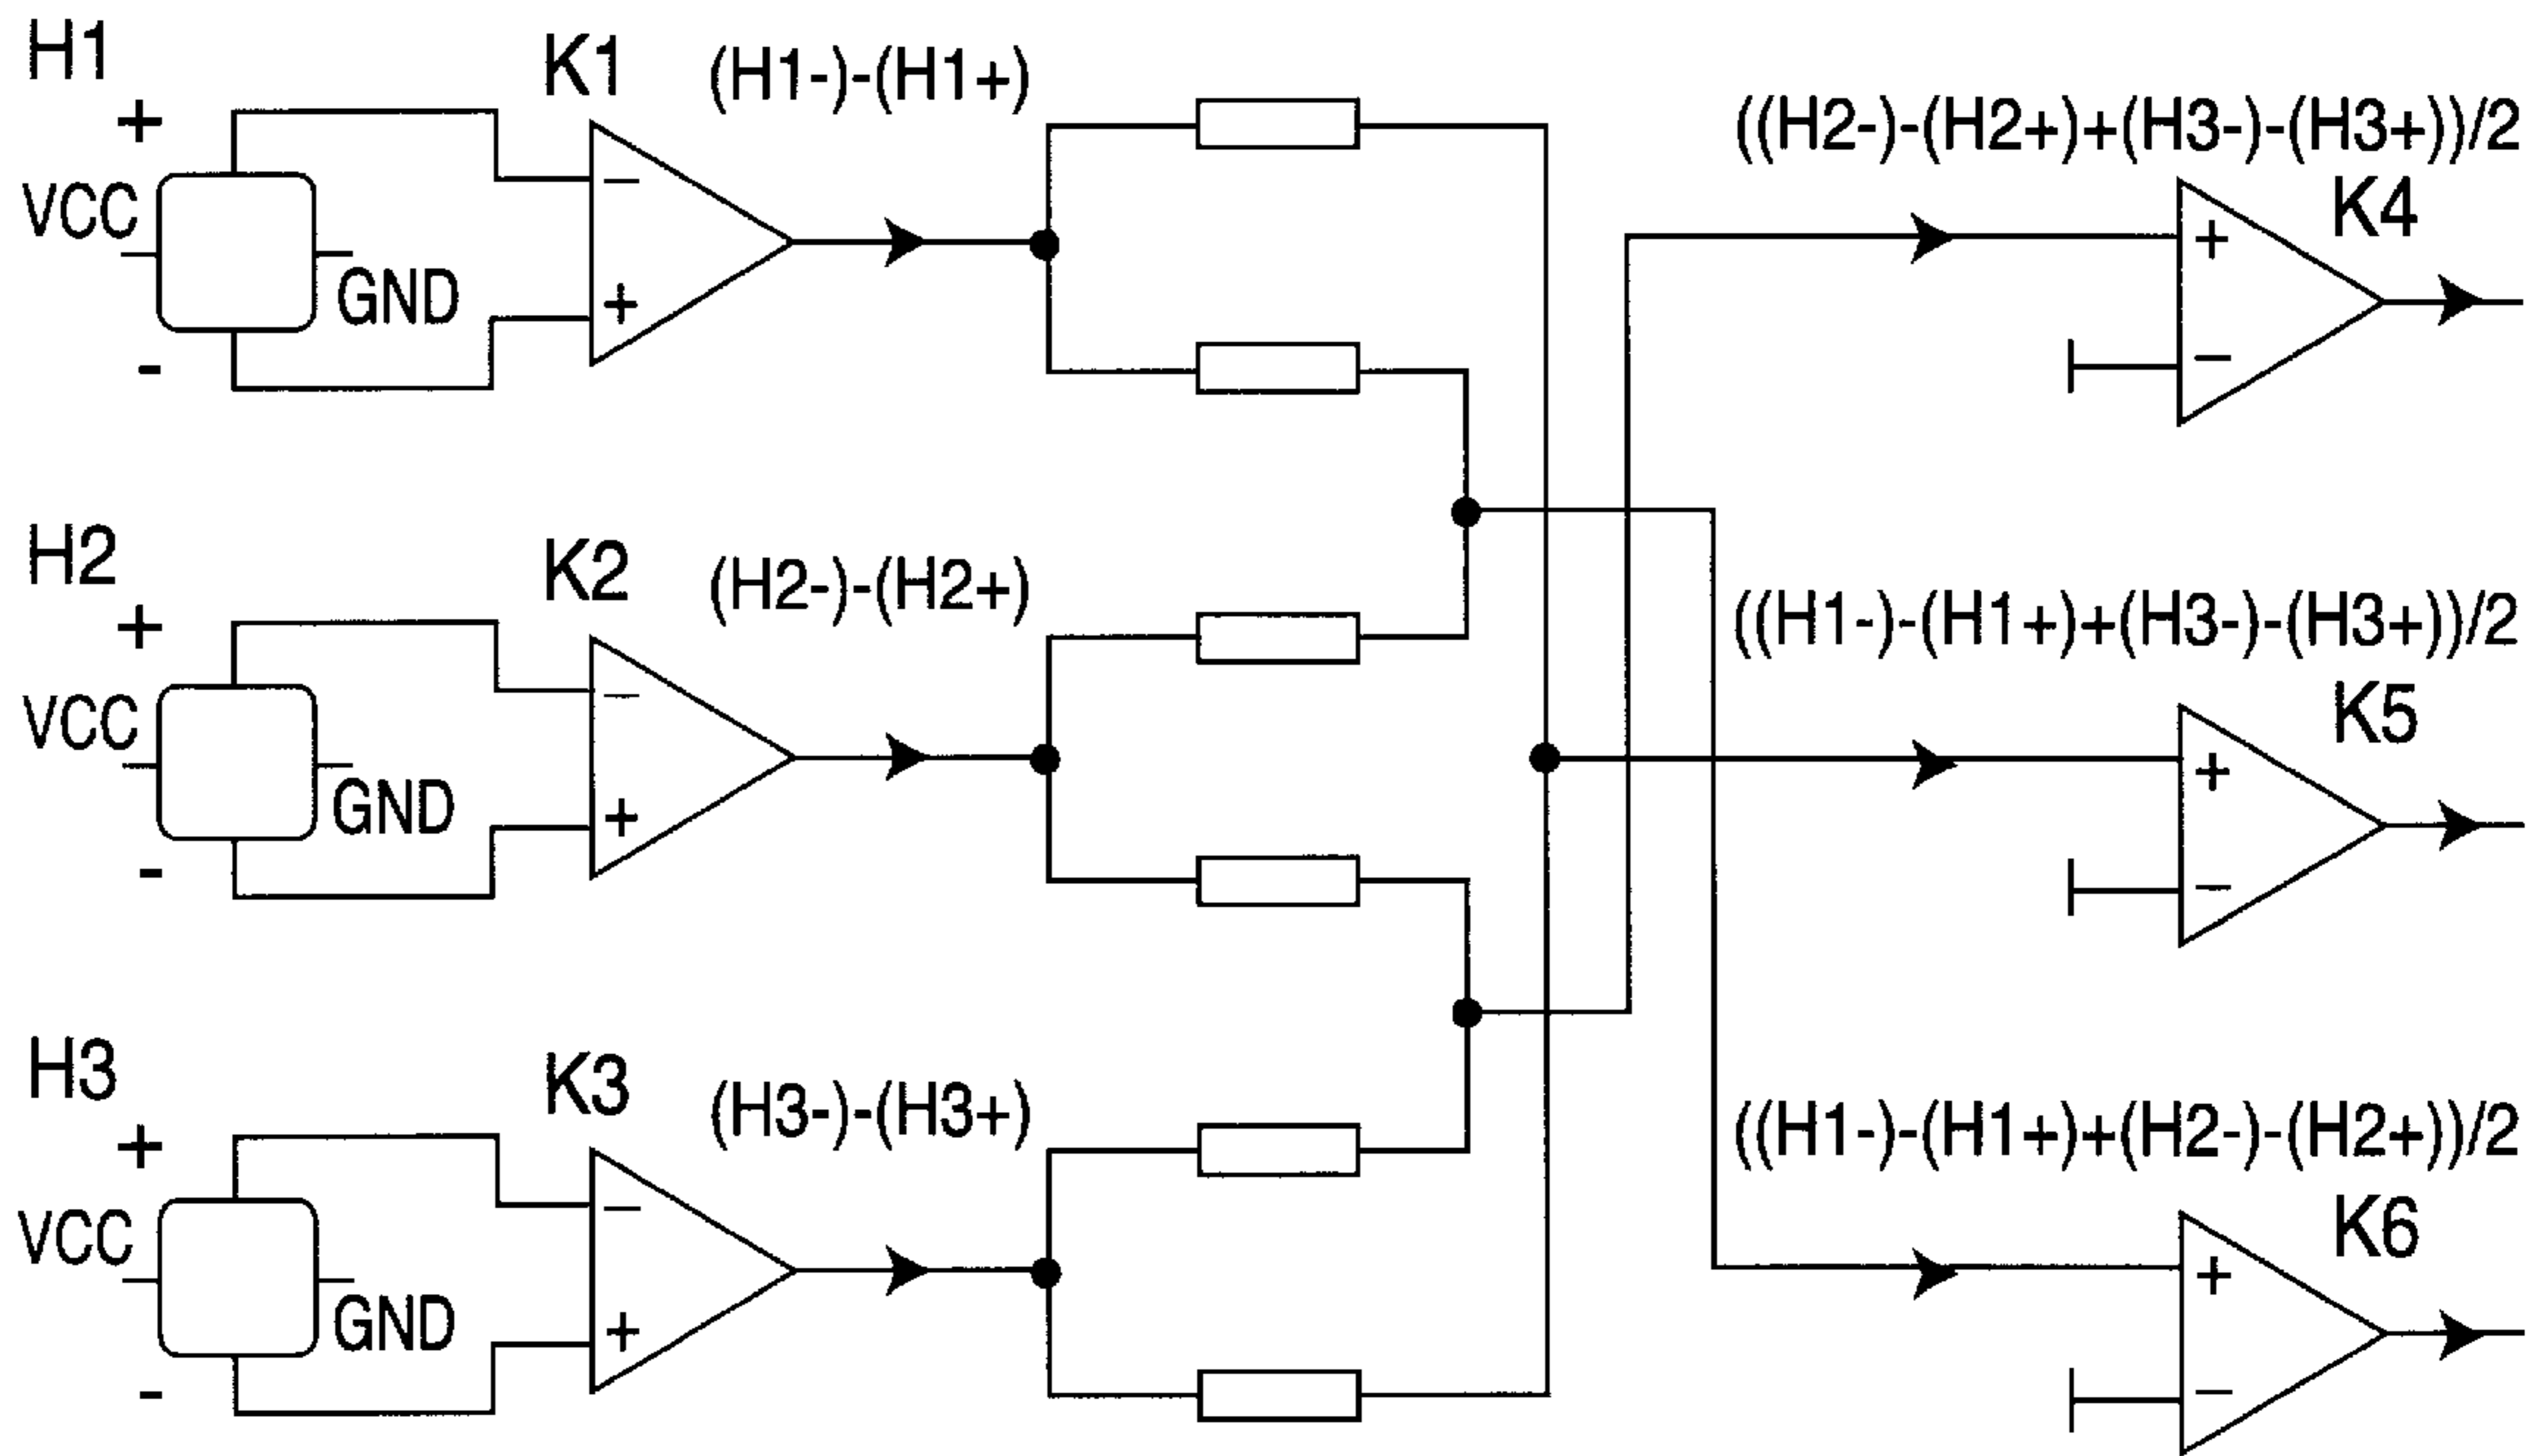 H1
K1
(H1-)-(H1+)
+
VCC
GND
-
−
+
((H2-)-(H2+)+(H3-)-(H3+))/2
K4
+
−
H2
K2
(H2-)-(H2+)
+
VCC
GND
-
−
+
((H1-)-(H1+)+(H3-)-(H3+))/2
K5
+
−
H3
K3
(H3-)-(H3+)
+
VCC
GND
-
−
+
((H1-)-(H1+)+(H2-)-(H2+))/2
K6
+
−